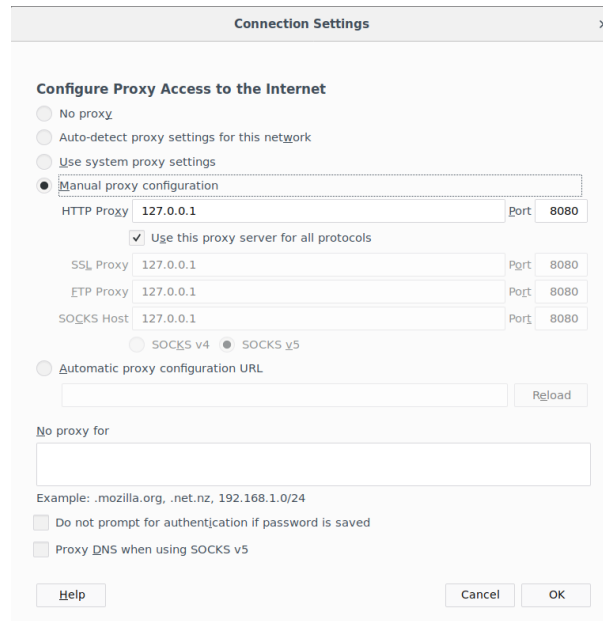 Connection Settings
Configure Proxy Access to the Internet
No proxy
Auto-detect proxy settings for this network
Use system proxy settings
Manual proxy configuration
HTTP Proxy 127.0.0.1 Port 8080
Use this proxy server for all protocols
SSL Proxy 127.0.0.1 Port 8080
FTP Proxy 127.0.0.1 Port 8080
SOCKS Host 127.0.0.1 Port 8080
SOCKS v4 SOCKS v5
Automatic proxy configuration URL
Reload
No proxy for
Example: .mozilla.org, .net.nz, 192.168.1.0/24
Do not prompt for authentication if password is saved
Proxy DNS when using SOCKS v5
Help Cancel OK